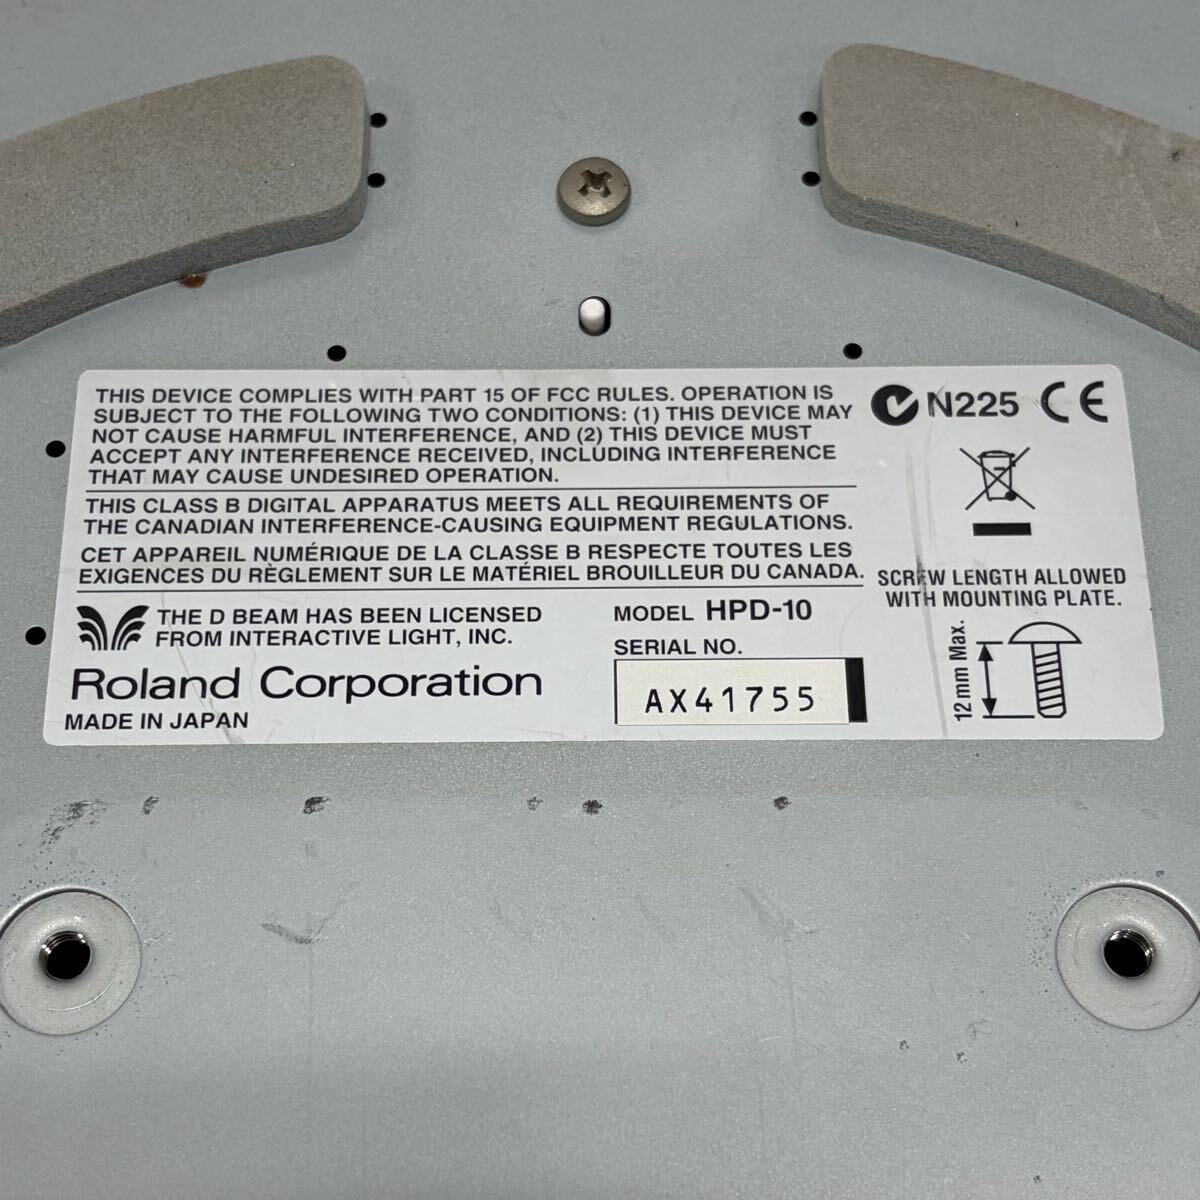 THIS DEVICE COMPLIES WITH PART 15 OF FCC RULES. OPERATION IS
SUBJECT TO THE FOLLOWING TWO CONDITIONS: (1) THIS DEVICE MAY
NOT CAUSE HARMFUL INTERFERENCE, AND (2) THIS DEVICE MUST
ACCEPT ANY INTERFERENCE RECEIVED, INCLUDING INTERFERENCE
THAT MAY CAUSE UNDESIRED OPERATION.
THIS CLASS B DIGITAL APPARATUS MEETS ALL REQUIREMENTS OF
THE CANADIAN INTERFERENCE-CAUSING EQUIPMENT REGULATIONS.
CET APPAREIL NUMÉRIQUE DE LA CLASSE B RESPECTE TOUTES LES
EXIGENCES DU RÈGLEMENT SUR LE MATÉRIEL BROUILLEUR DU CANADA.
THE D BEAM HAS BEEN LICENSED
FROM INTERACTIVE LIGHT, INC.
Roland Corporation
MADE IN JAPAN
MODEL HPD-10
SERIAL NO.
AX41755
N225 CE
SCREW LENGTH ALLOWED
WITH MOUNTING PLATE.
12mm Max.